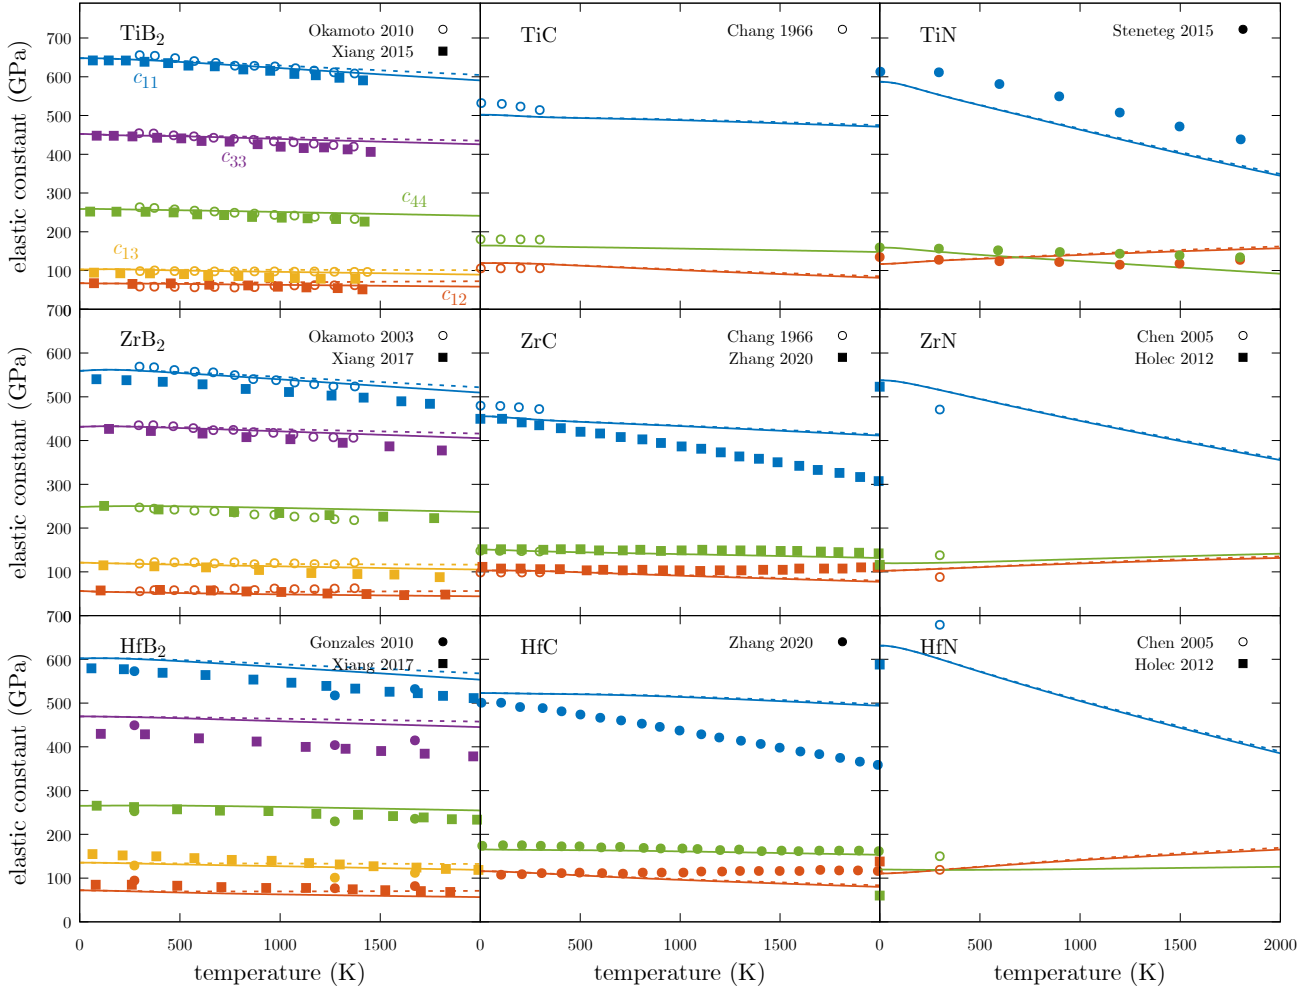 TiB2
Okamoto 2010
Xiang 2015
c11
c33
c44
c13
c12
TiC
Chang 1966
TiN
Steneteg 2015
elastic constant (GPa)
700
600
500
400
300
200
100
0
ZrB2
Okamoto 2003
Xiang 2017
ZrC
Chang 1966
Zhang 2020
ZrN
Chen 2005
Holec 2012
elastic constant (GPa)
700
600
500
400
300
200
100
0
HfB2
Gonzales 2010
Xiang 2017
HfC
Zhang 2020
HfN
Chen 2005
Holec 2012
elastic constant (GPa)
700
600
500
400
300
200
100
0
0 500 1000 1500 0 500 1000 1500 0 500 1000 1500 2000
temperature (K) temperature (K) temperature (K)